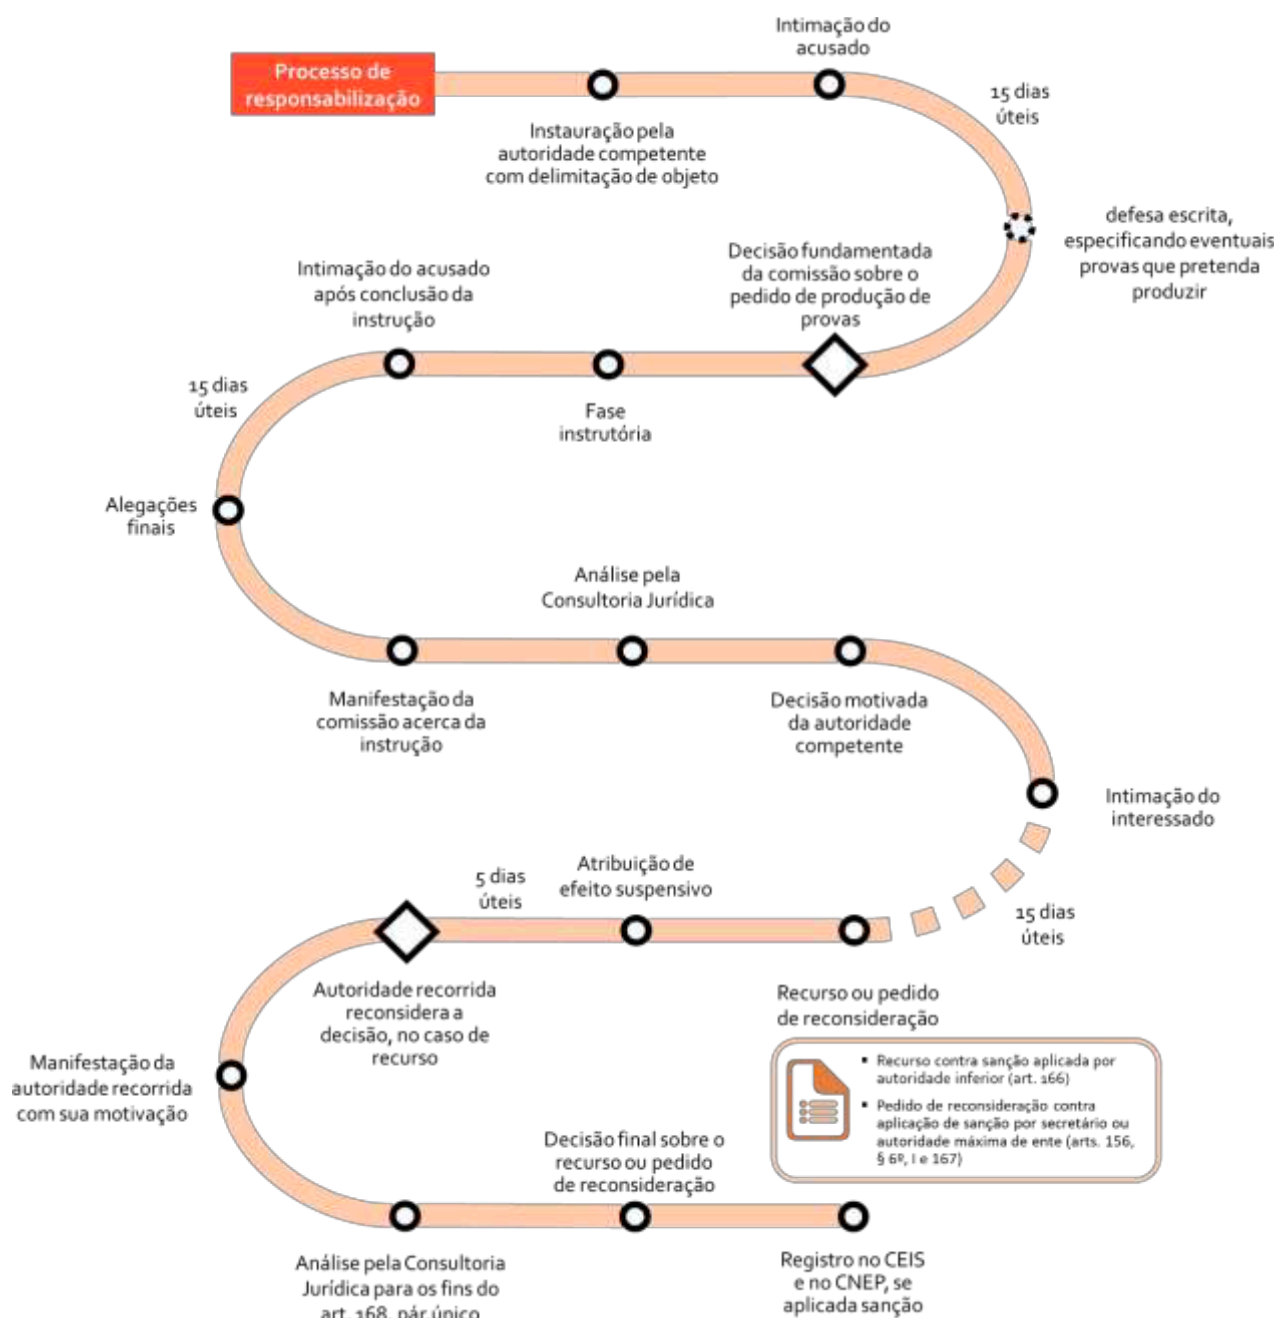 Processo de
responsabilização
Instauração pela
autoridade competente
com delimitação de objeto
Intimação do
acusado
15 dias
úteis
defesa escrita,
especificando eventuais
provas que pretenda
produzir
Decisão fundamentada
da comissão sobre o
pedido de produção de
provas
Fase
instrutória
Intimação do acusado
após conclusão da
instrução
15 dias
úteis
Alegações
finais
Manifestação da
comissão acerca da
instrução
Análise pela
Consultoria Jurídica
Decisão motivada
da autoridade
competente
Intimação do
interessado
15 dias
úteis
Recurso ou pedido
de reconsideração
▪ Recurso contra sanção aplicada por
autoridade inferior (art. 166)
▪ Pedido de reconsideração contra
aplicação de sanção por secretário ou
autoridade máxima de ente (arts. 156,
§ 6º, I e 167)
Atribuição de
efeito suspensivo
5 dias
úteis
Autoridade recorrida
reconsidera a
decisão, no caso de
recurso
Manifestação da
autoridade recorrida
com sua motivação
Análise pela Consultoria
Jurídica para os fins do
art. 168, pár único
Decisão final sobre o
recurso ou pedido
de reconsideração
Registro no CEIS
e no CNEP, se
aplicada sanção